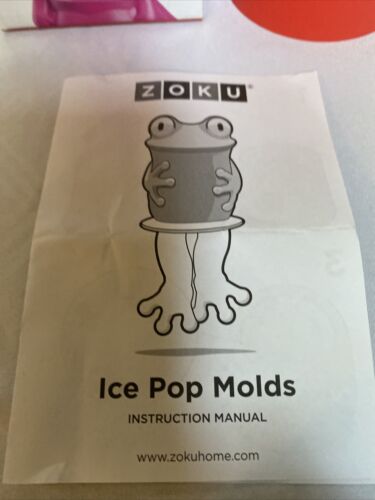 ZOKU®
Ice Pop Molds
INSTRUCTION MANUAL
www.zokuhome.com